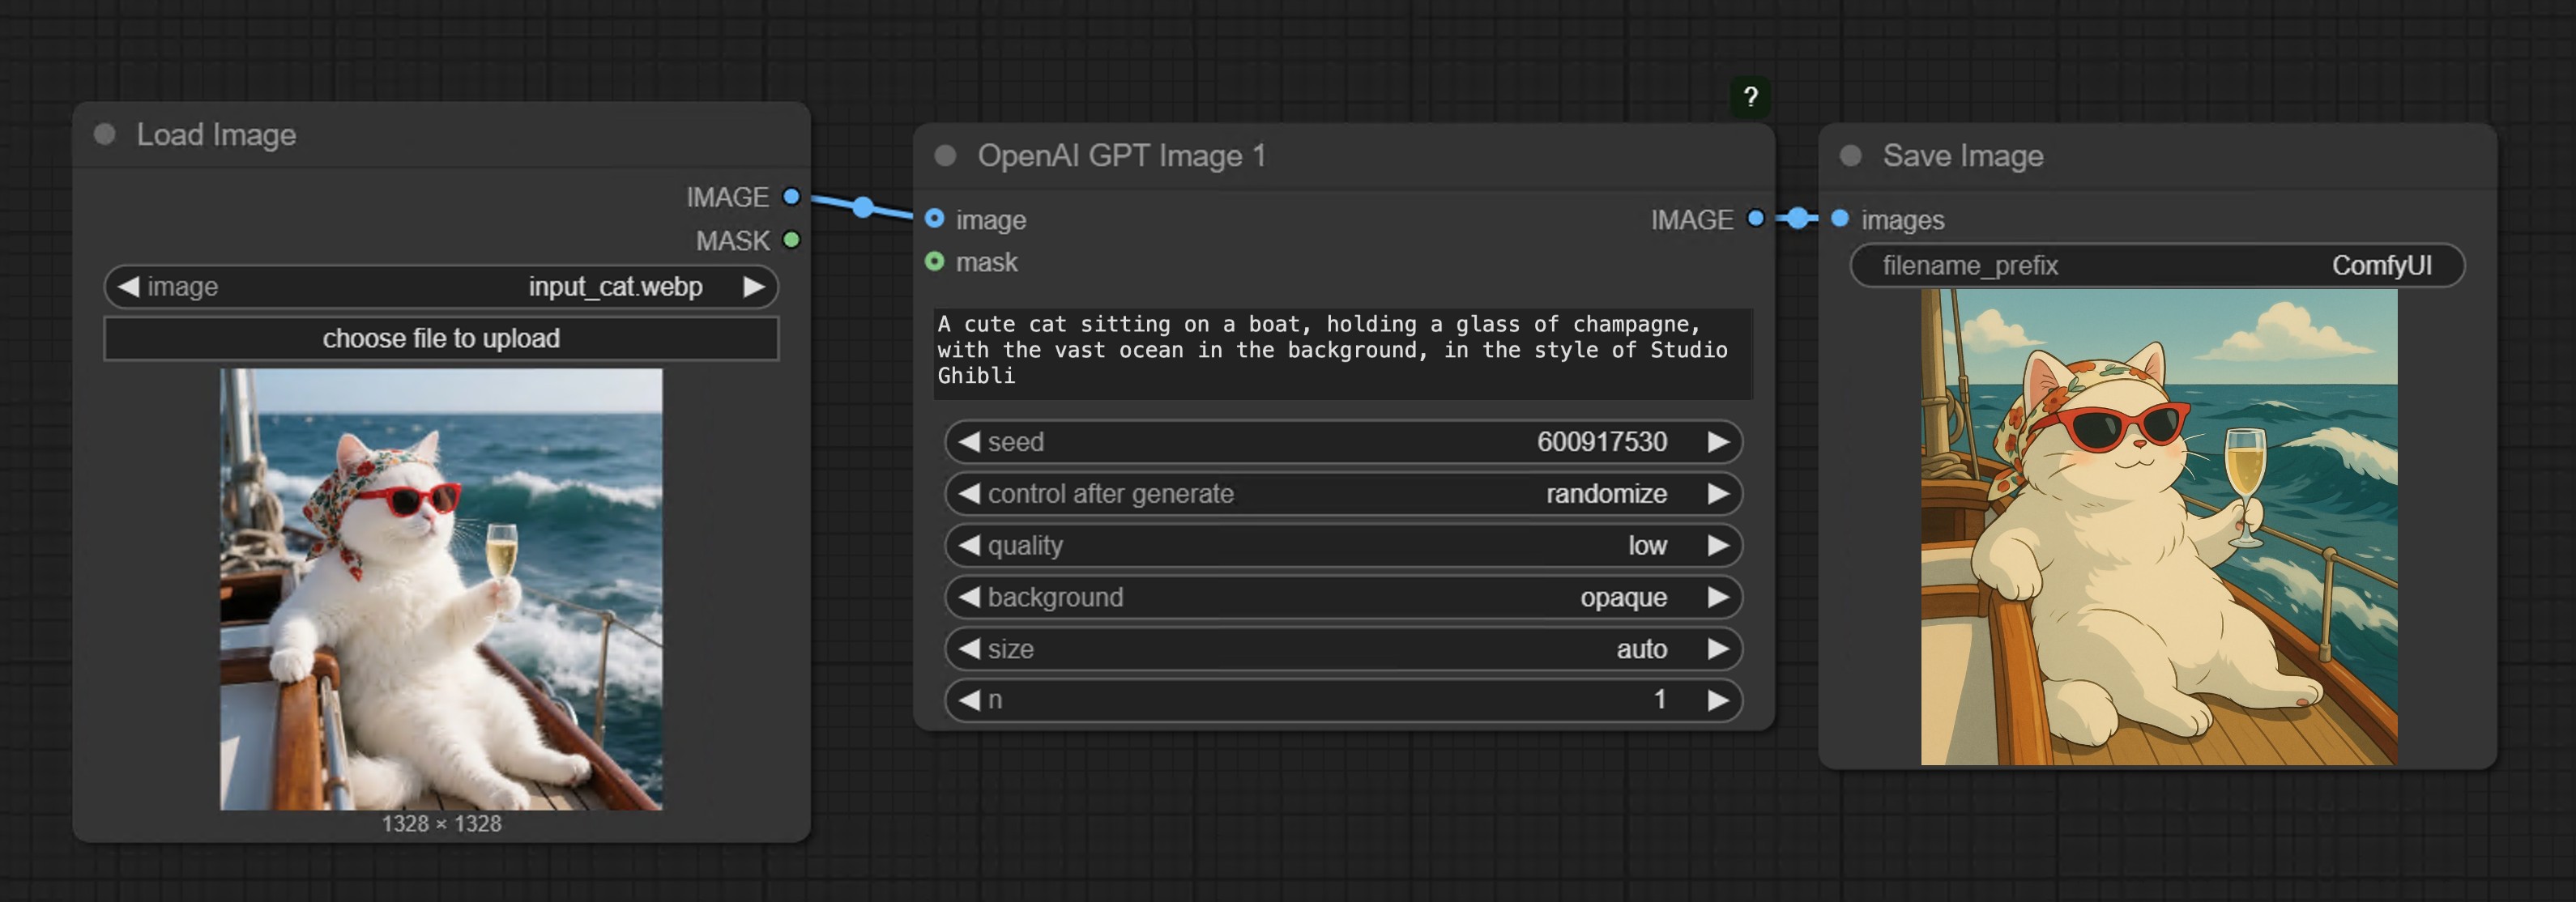 Load Image
IMAGE
MASK
image input_cat.webp
choose file to upload
1328 × 1328
?
OpenAI GPT Image 1
image IMAGE
mask
A cute cat sitting on a boat, holding a glass of champagne,
with the vast ocean in the background, in the style of Studio
Ghibli
seed 600917530
control after generate randomize
quality low
background opaque
size auto
n 1
Save Image
images
filename_prefix ComfyUI